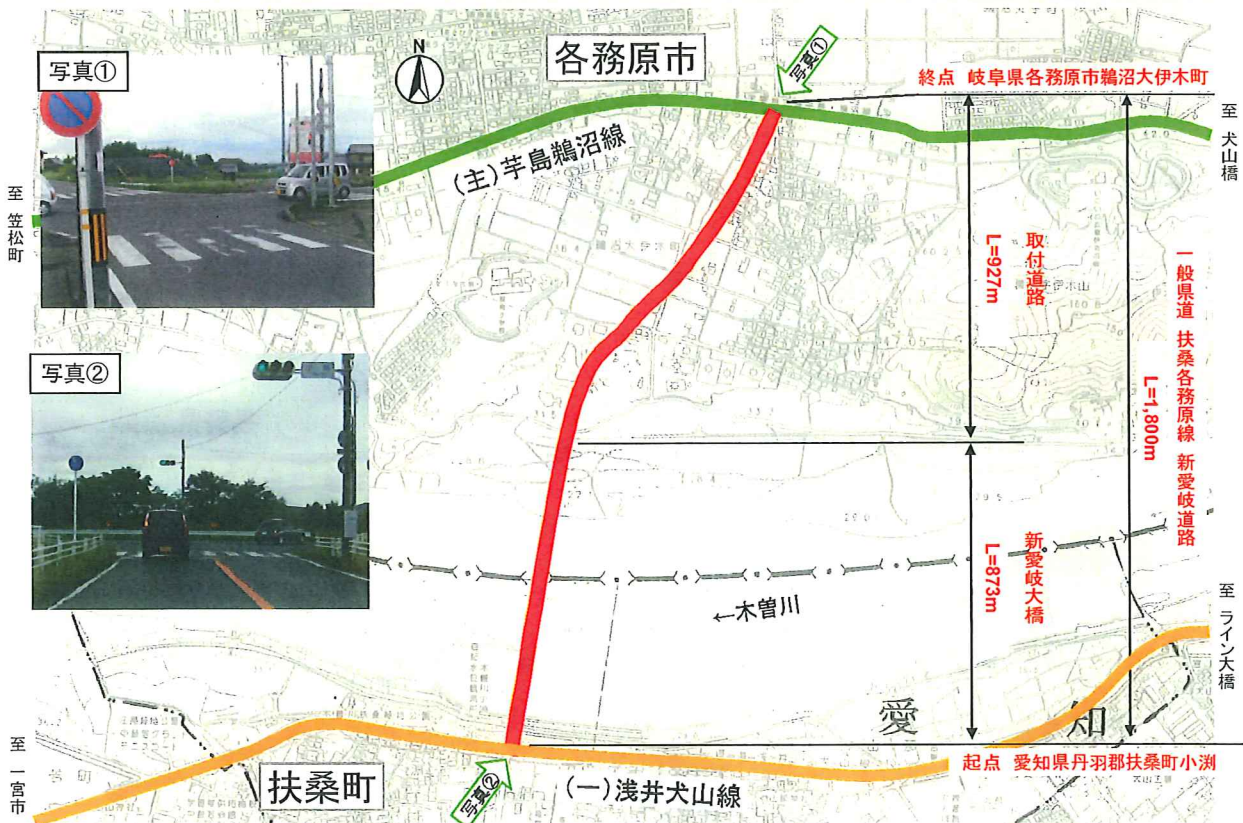 写真①
N
各務原市
写真①
終点 岐阜県各務原市鵜沼大伊木町
至 犬山橋
(主)芋島鵜沼線
至 笠松町
取付道路
L=927m
一般県道 扶桑各務原線 新愛岐道路
L=1,800m
写真②
新愛岐大橋
L=873m
←木曽川
至 ライン大橋
愛 知
至 一宮市
扶桑町
写真②
(一)浅井犬山線
起点 愛知県丹羽郡扶桑町小渕